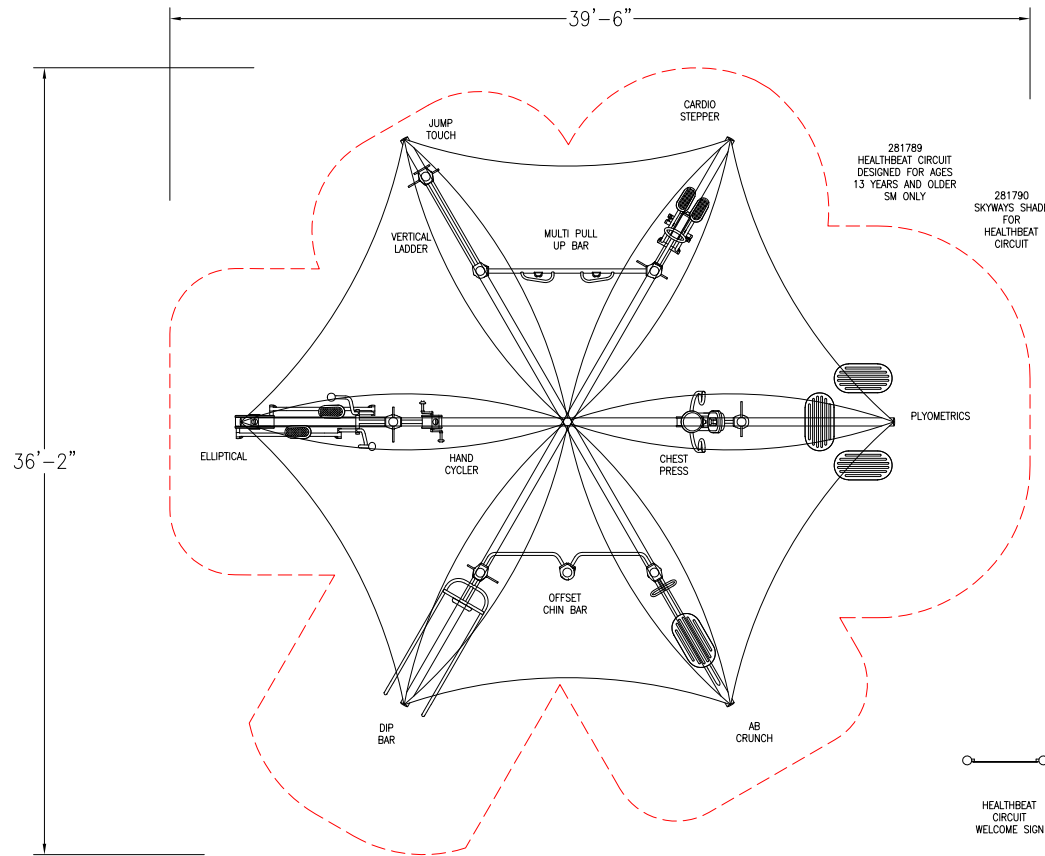 39'-6"
CARDIO
STEPPER
JUMP
TOUCH
281789
HEALTHBEAT CIRCUIT
DESIGNED FOR AGES
13 YEARS AND OLDER
SM ONLY
281790
SKYWAYS SHADE
FOR
HEALTHBEAT
CIRCUIT
VERTICAL
LADDER
MULTI PULL
UP BAR
PLYOMETRICS
36'-2"
ELLIPTICAL
HAND
CYCLER
CHEST
PRESS
OFFSET
CHIN BAR
DIP
BAR
AB
CRUNCH
HEALTHBEAT
CIRCUIT
WELCOME SIGN